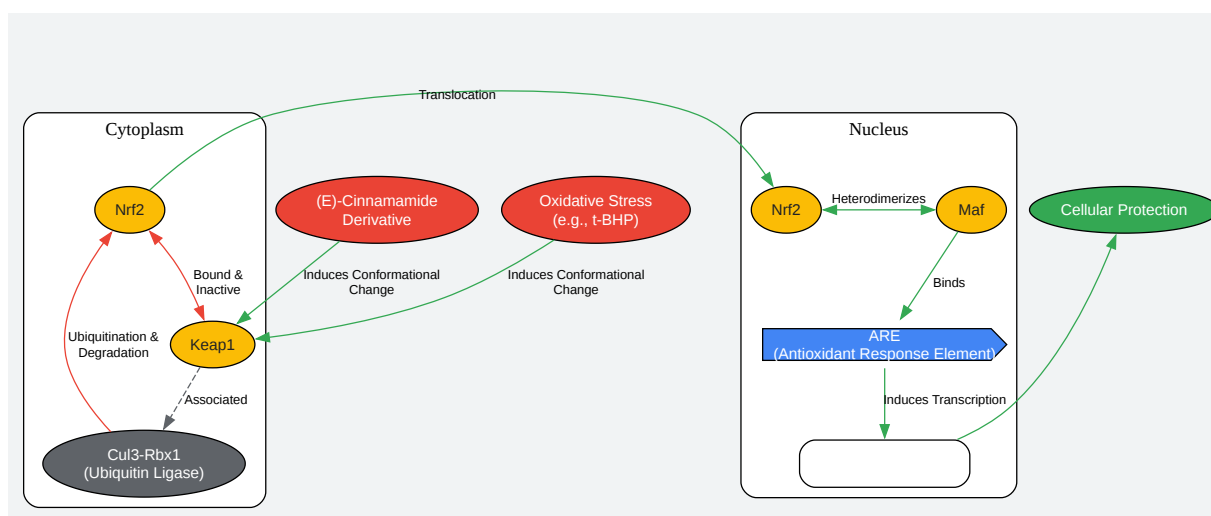 Translocation
Cytoplasm
Nucleus
Nrf2
(E)-Cinnamamide
Derivative
Oxidative Stress
(e.g., t-BHP)
Nrf2
Heterodimerizes
Maf
Cellular Protection
Bound &
Inactive
Induces Conformational
Change
Induces Conformational
Change
Binds
Ubiquitination &
Degradation
Keap1
ARE
(Antioxidant Response Element)
Associated
Induces Transcription
Cul3-Rbx1
(Ubiquitin Ligase)